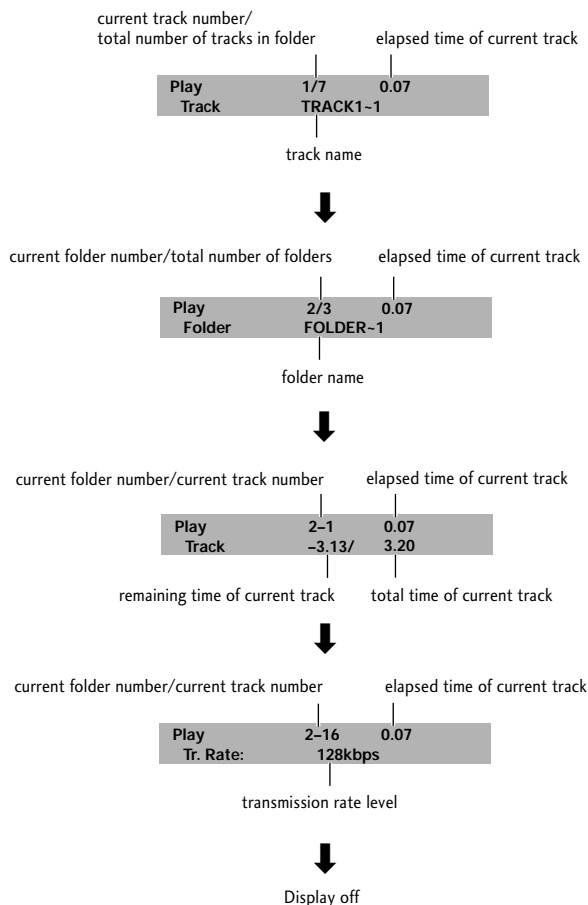 current track number/
total number of tracks in folder elapsed time of current track
Play 1/7 0.07
Track TRACK1~1
track name
current folder number/total number of folders elapsed time of current track
Play 2/3 0.07
Folder FOLDER~1
folder name
current folder number/current track number elapsed time of current track
Play 2–1 0.07
Track –3.13/ 3.20
remaining time of current track total time of current track
current folder number/current track number elapsed time of current track
Play 2–16 0.07
Tr. Rate: 128kbps
transmission rate level
Display off